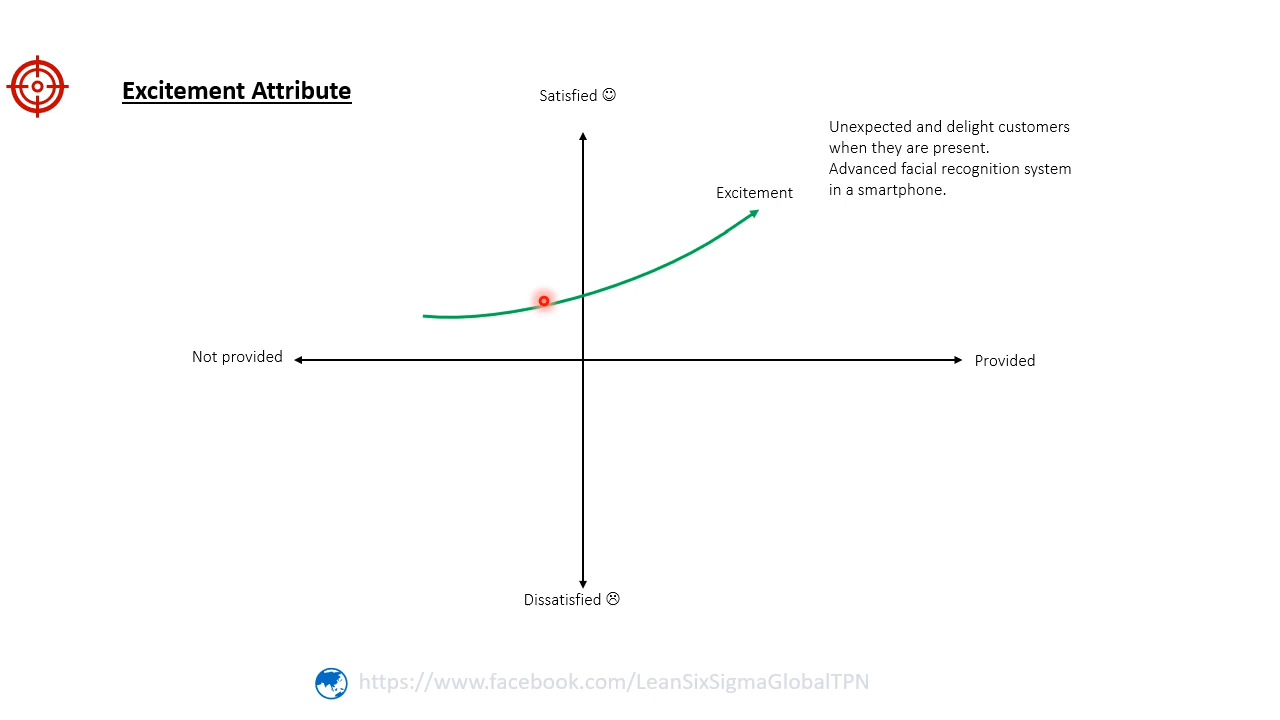 Excitement Attribute
Satisfied ☺
Unexpected and delight customers
when they are present.
Advanced facial recognition system
in a smartphone.
Excitement
Not provided
Provided
Dissatisfied ☹
https://www.facebook.com/LeanSixSigmaGlobalTPN